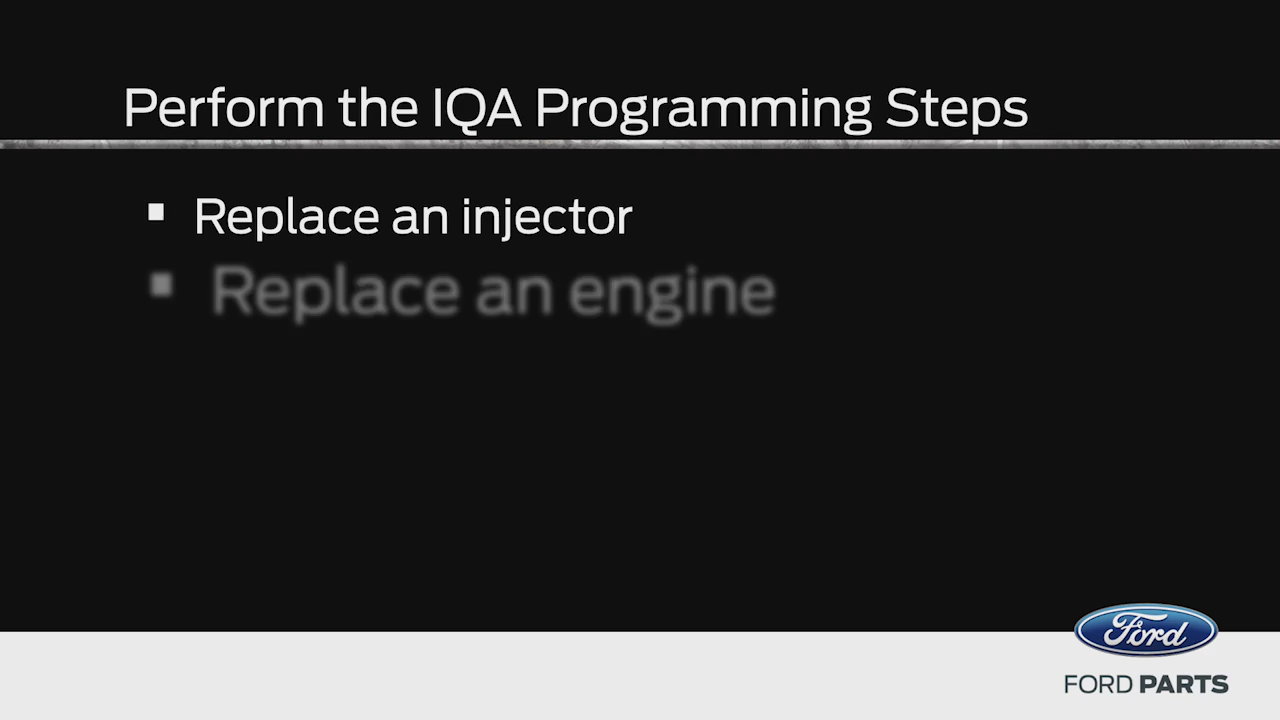 Perform the IQA Programming Steps
▪ Replace an injector
▪ Replace an engine
Ford
FORD PARTS